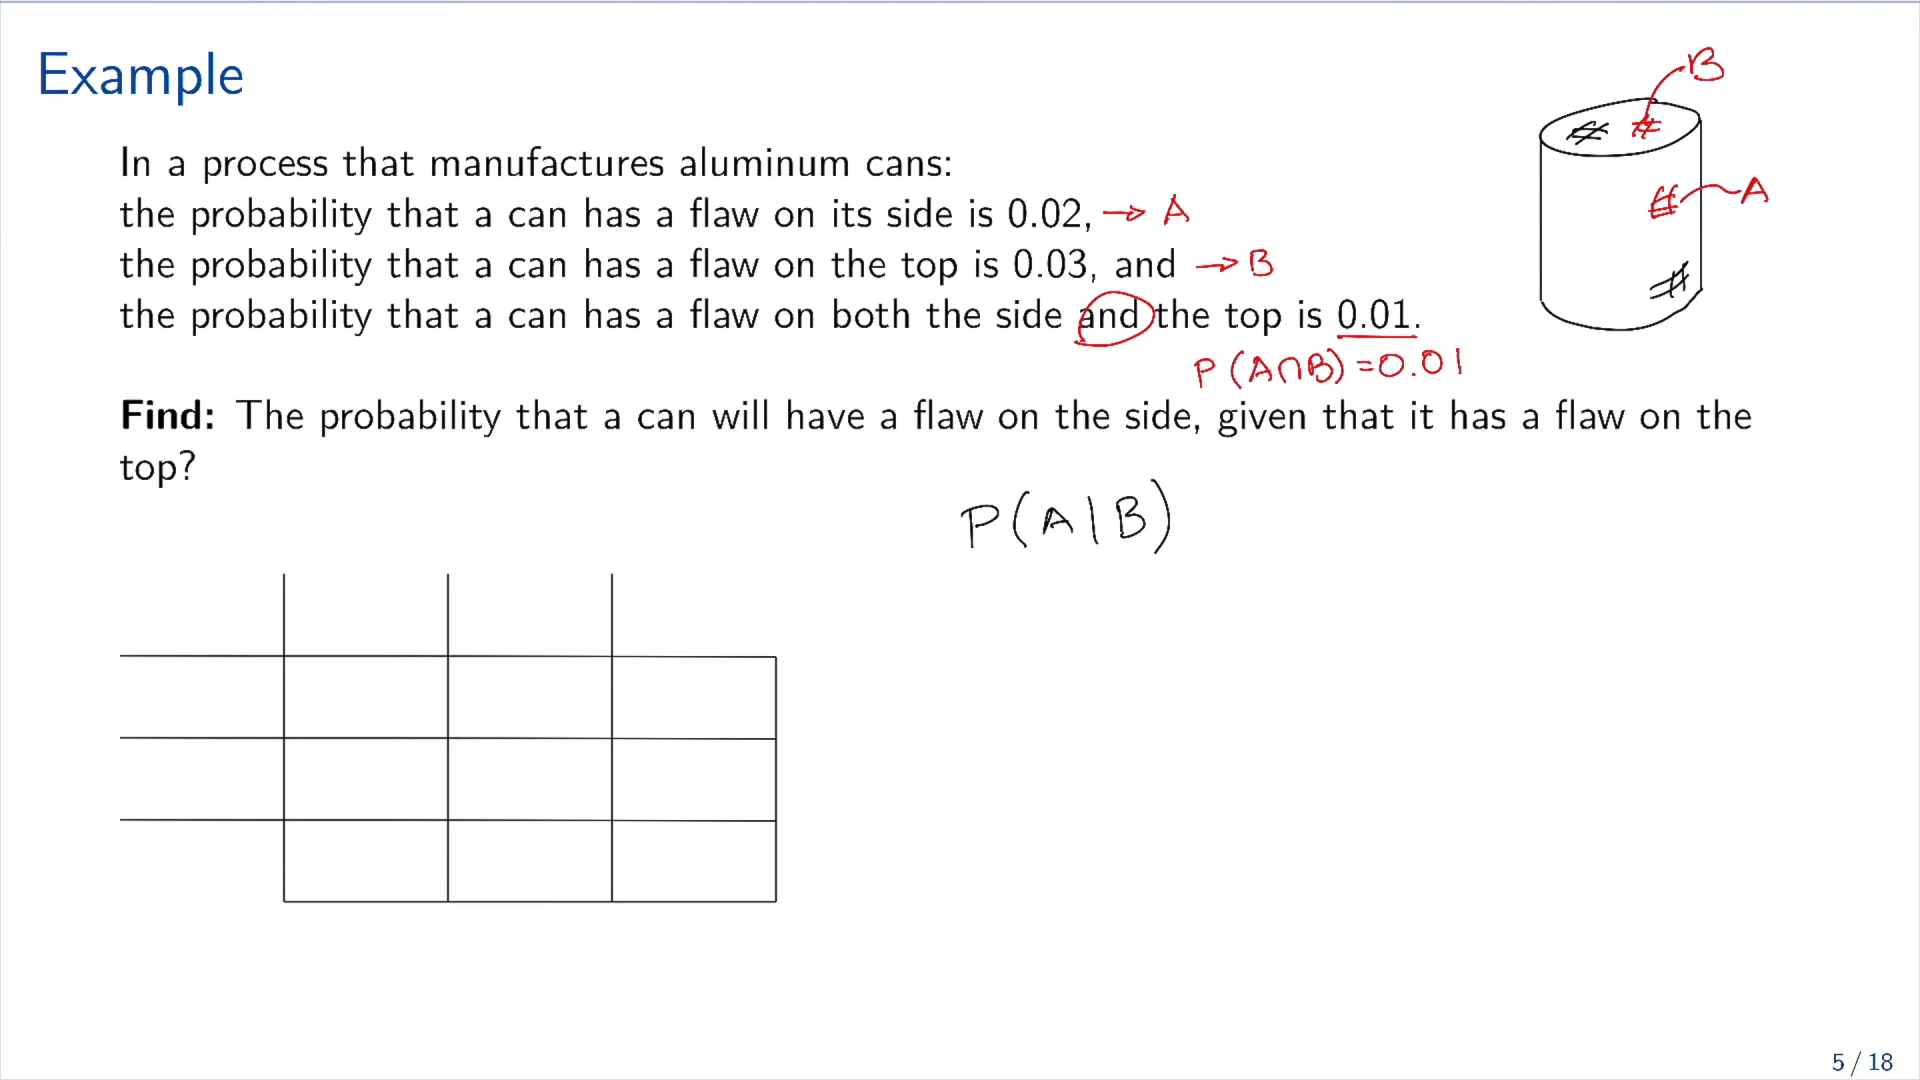 Example
B
In a process that manufactures aluminum cans:
A
the probability that a can has a flaw on its side is 0.02, → A
the probability that a can has a flaw on the top is 0.03, and → B
the probability that a can has a flaw on both the side and the top is 0.01.
P(A∩B)=0.01
Find: The probability that a can will have a flaw on the side, given that it has a flaw on the
top?
P(A|B)
5 / 18